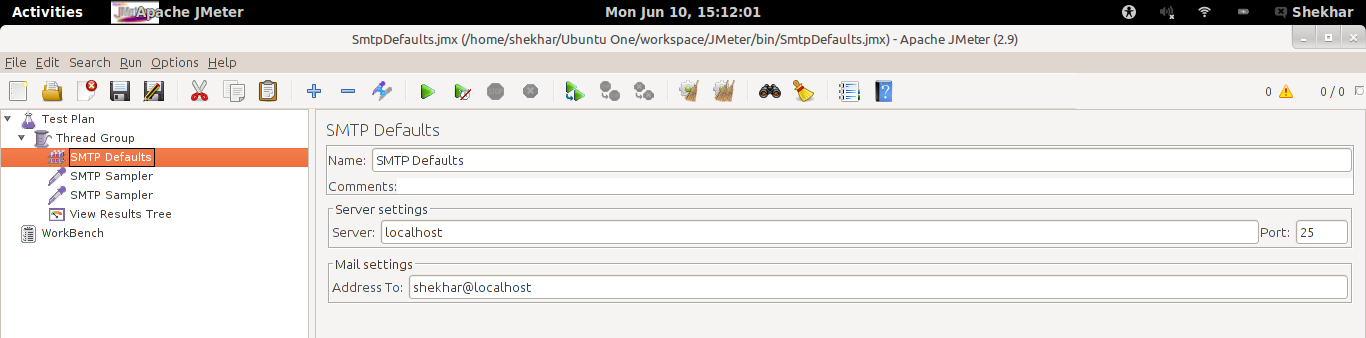 Activities Apache JMeter Mon Jun 10, 15:12:01 Shekhar
SmtpDefaults.jmx (/home/shekhar/Ubuntu One/workspace/JMeter/bin/SmtpDefaults.jmx) - Apache JMeter (2.9)
File Edit Search Run Options Help
0 0 / 0
Test Plan
Thread Group
SMTP Defaults
SMTP Sampler
SMTP Sampler
View Results Tree
WorkBench
SMTP Defaults
Name: SMTP Defaults
Comments:
Server settings
Server: localhost Port: 25
Mail settings
Address To: shekhar@localhost